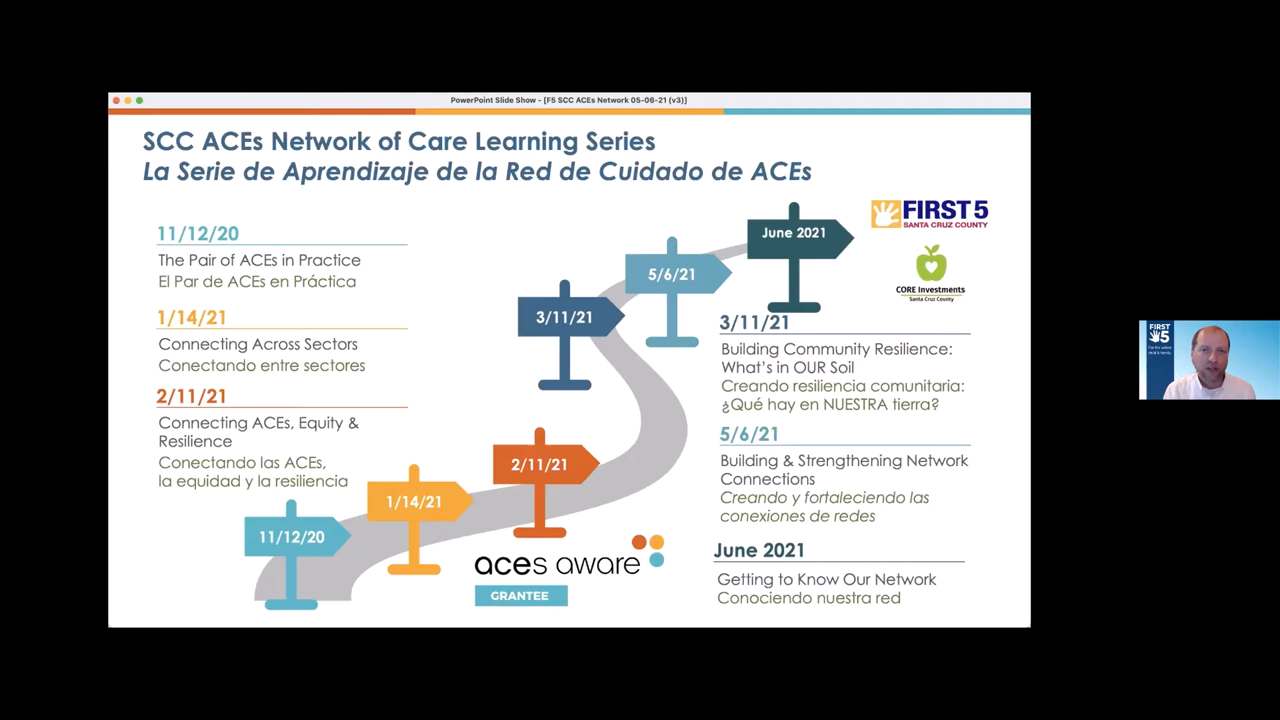 PowerPoint Slide Show - [F5 SCC ACEs Network 05-06-21 (v3)]
SCC ACEs Network of Care Learning Series
La Serie de Aprendizaje de la Red de Cuidado de ACEs
11/12/20
The Pair of ACEs in Practice
El Par de ACEs en Práctica
1/14/21
Connecting Across Sectors
Conectando entre sectores
2/11/21
Connecting ACEs, Equity &
Resilience
Conectando las ACEs,
la equidad y la resiliencia
11/12/20
1/14/21
2/11/21
3/11/21
5/6/21
June 2021
aces aware
GRANTEE
FIRST 5
SANTA CRUZ COUNTY
CORE Investments
Santa Cruz County
3/11/21
Building Community Resilience:
What's in OUR Soil
Creando resiliencia comunitaria:
¿Qué hay en NUESTRA tierra?
5/6/21
Building & Strengthening Network
Connections
Creando y fortaleciendo las
conexiones de redes
June 2021
Getting to Know Our Network
Conociendo nuestra red
FIRST
5